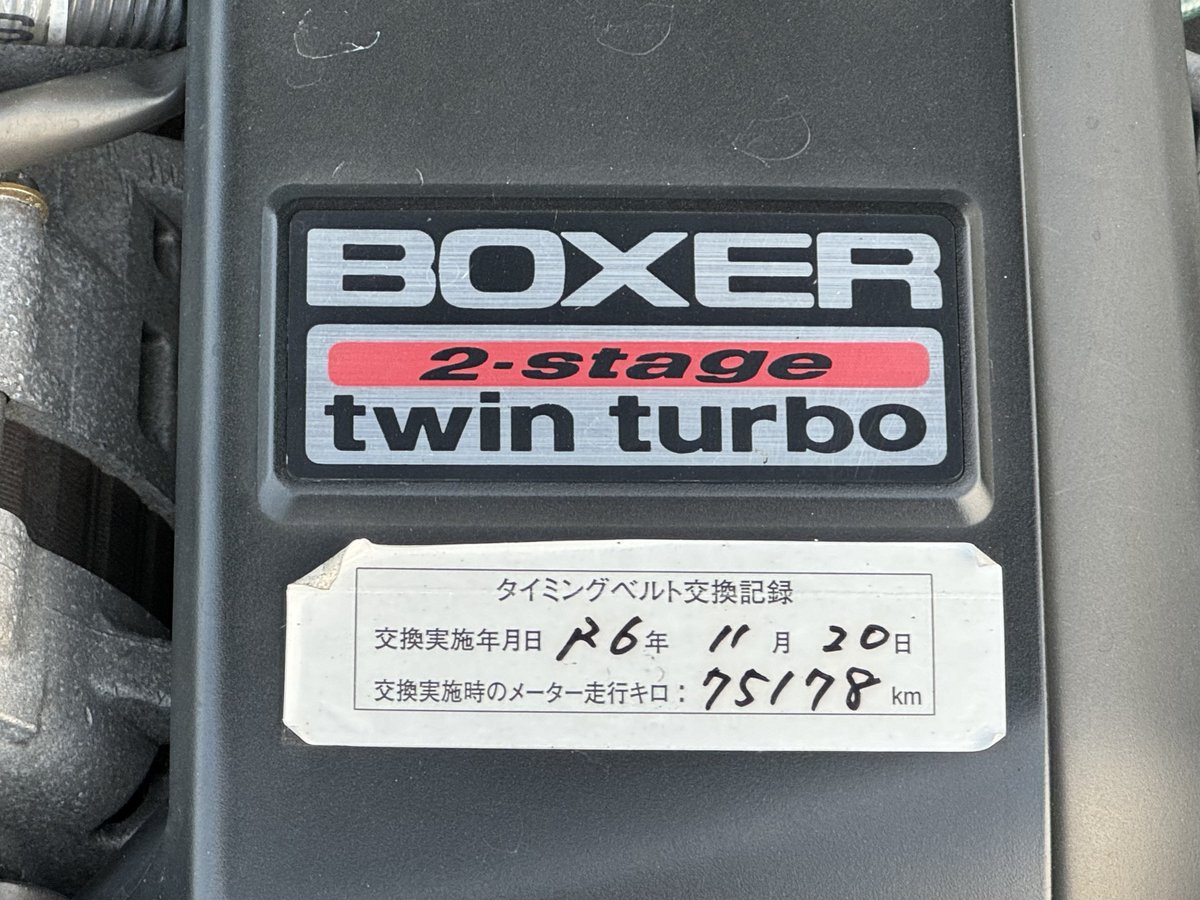 BOXER
2-stage
twin turbo
タイミングベルト交換記録
交換実施年月日 R6年 11月 20日
交換実施時のメーター走行キロ：75178 km